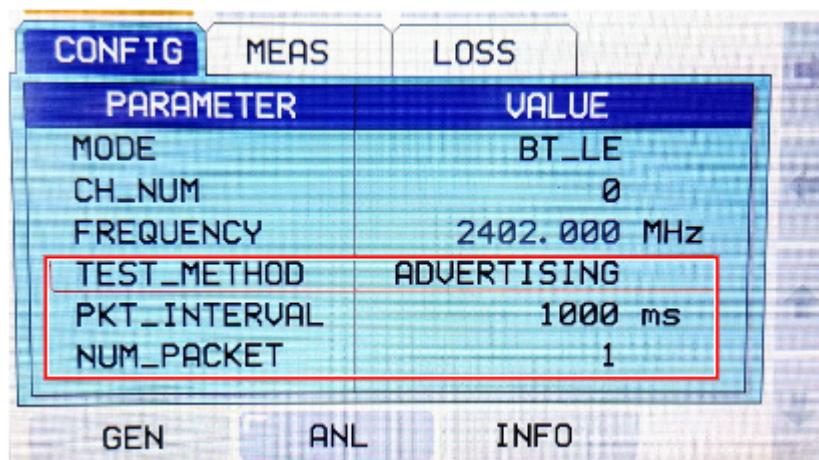 CONFIG MEAS LOSS
PARAMETER VALUE
MODE BT_LE
CH_NUM 0
FREQUENCY 2402.000 MHz
TEST_METHOD ADVERTISING
PKT_INTERVAL 1000 ms
NUM_PACKET 1
GEN ANL INFO